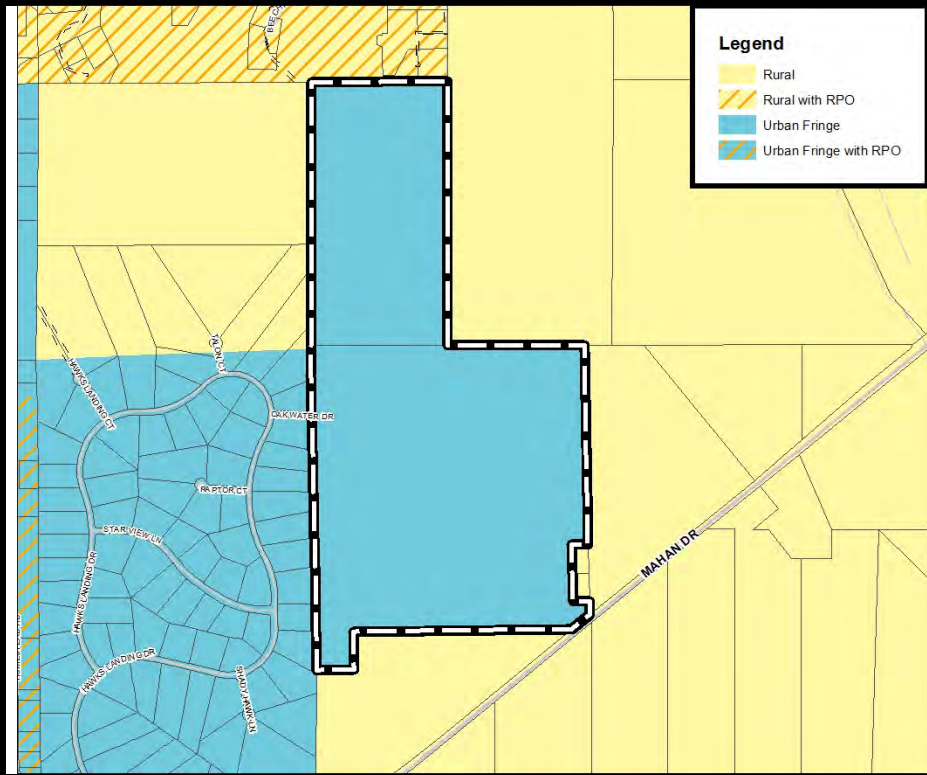 BEECH
Legend
Rural
Rural with RPO
Urban Fringe
Urban Fringe with RPO
TALON CT
HAWKS LANDING CT
OAKWATER DR
RAPTOR CT
STAR VIEW LN
MAHAN DR
HAWKS LANDING DR
HAWKS LANDING DR
SHADY HAWK LN